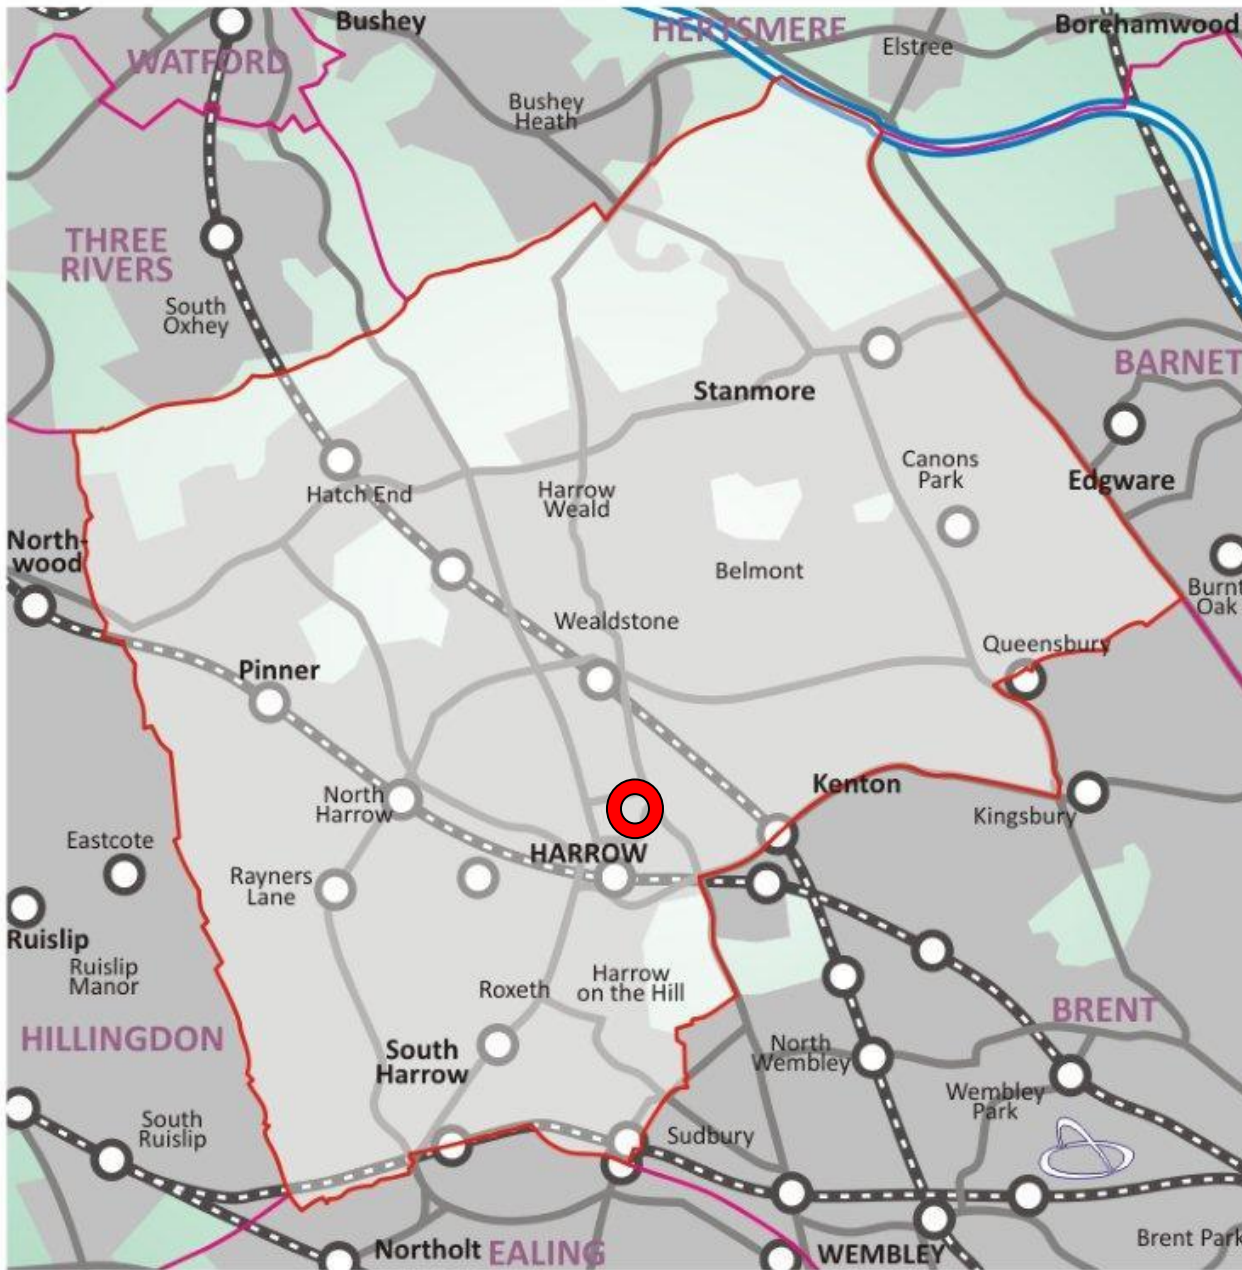 Bushey
HERTSMERE
Borehamwood
WATFORD
Elstree
Bushey
Heath
THREE
RIVERS
South
Oxhey
BARNET
Stanmore
Canons
Park
Edgware
Hatch End
Harrow
Weald
North-
wood
Belmont
Burnt
Oak
Wealdstone
Queensbury
Pinner
Kenton
North
Harrow
Kingsbury
Eastcote
HARROW
Rayners
Lane
Ruislip
Ruislip
Manor
Harrow
on the Hill
Roxeth
BRENT
HILLINGDON
South
Harrow
North
Wembley
Wembley
Park
South
Ruislip
Sudbury
Brent Park
Northolt
EALING
WEMBLEY